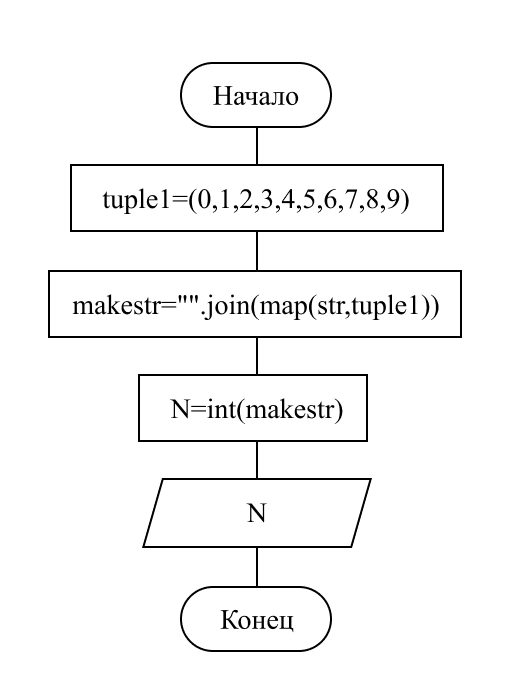 Начало
tuple1=(0,1,2,3,4,5,6,7,8,9)
makestr="".join(map(str,tuple1))
N=int(makestr)
N
Конец